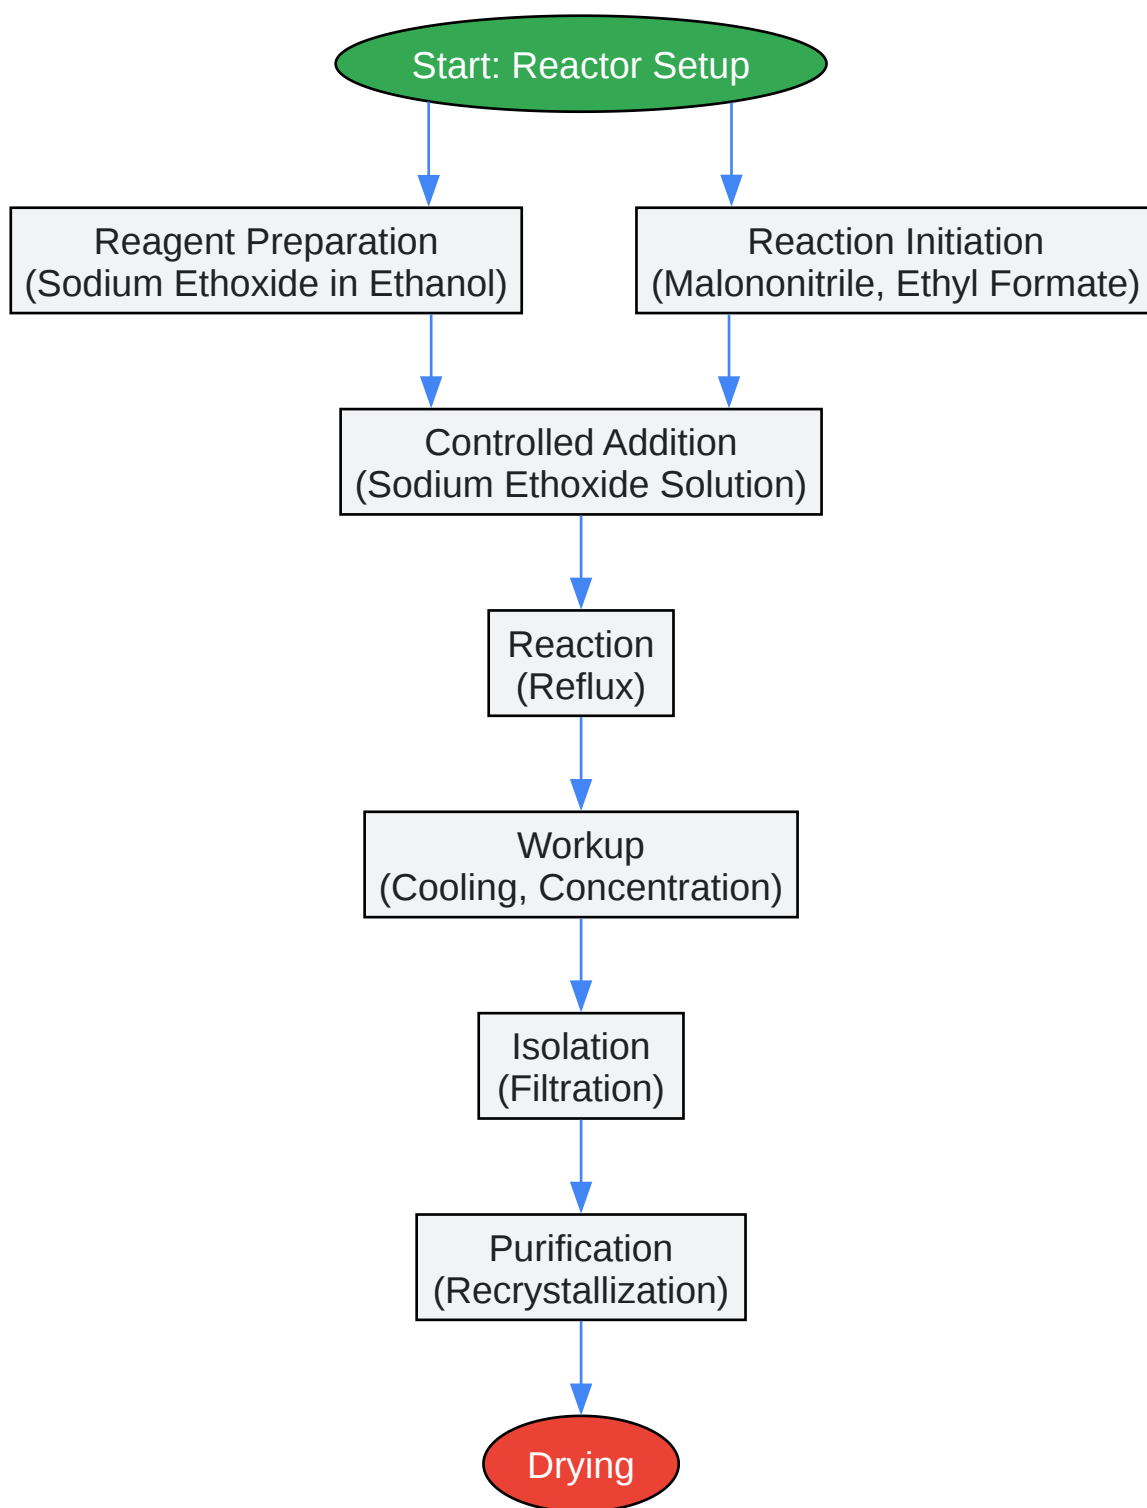 Start: Reactor Setup
Reagent Preparation
(Sodium Ethoxide in Ethanol)
Reaction Initiation
(Malononitrile, Ethyl Formate)
Controlled Addition
(Sodium Ethoxide Solution)
Reaction
(Reflux)
Workup
(Cooling, Concentration)
Isolation
(Filtration)
Purification
(Recrystallization)
Drying